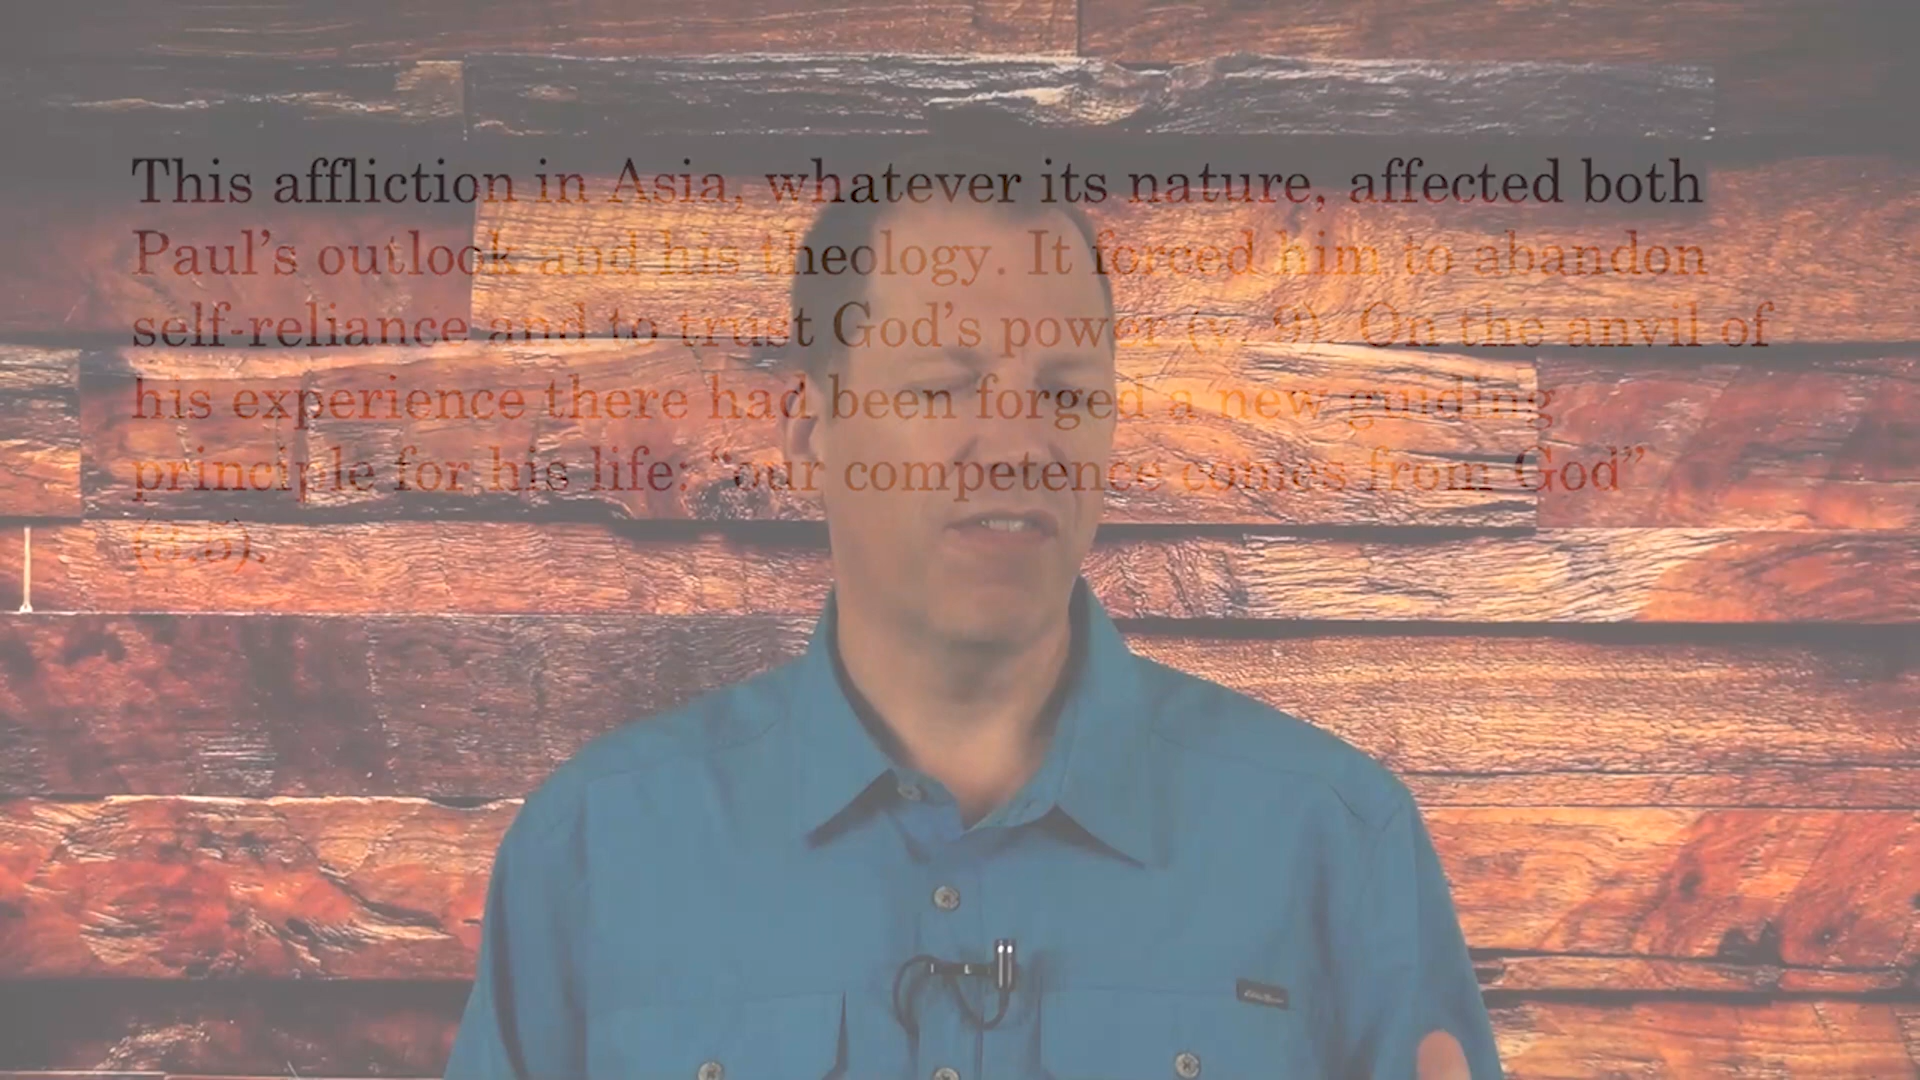 This affliction in Asia, whatever its nature, affected both
Paul’s outlook and his theology. It forced him to abandon
self-reliance and to trust God’s power (v. 9). On the anvil of
his experience there had been forged a new guiding
principle for his life: “our competence comes from God”
(3:5).